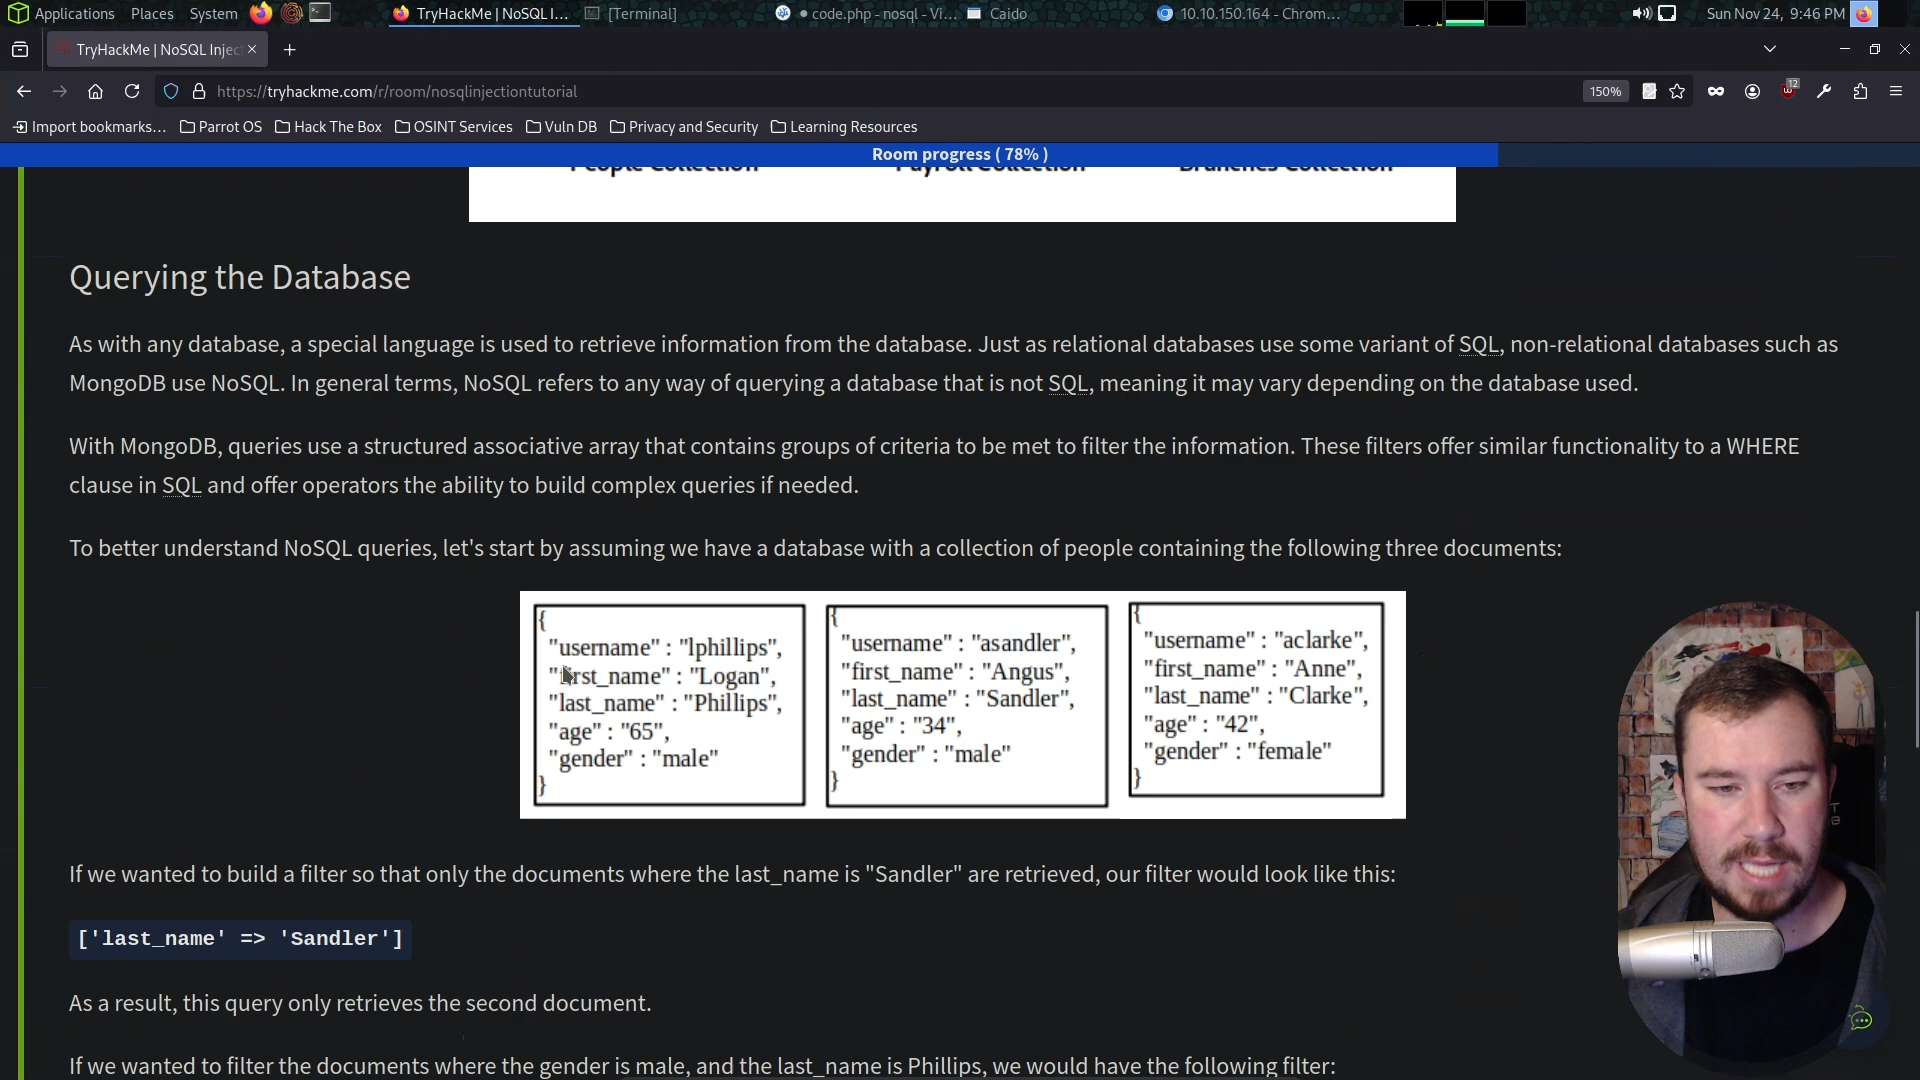 Applications Places System TryHackMe | NoSQL I... [Terminal] code.php - nosql - Vi... Caido 10.10.150.164 - Chrom... Sun Nov 24, 9:46 PM
TryHackMe | NoSQL Injec
https://tryhackme.com/r/room/nosqlinjectiontutorial 150% 12
Import bookmarks... Parrot OS Hack The Box OSINT Services Vuln DB Privacy and Security Learning Resources
Room progress ( 78% )
People Collection Payroll Collection Branches Collection
Querying the Database
As with any database, a special language is used to retrieve information from the database. Just as relational databases use some variant of SQL, non-relational databases such as
MongoDB use NoSQL. In general terms, NoSQL refers to any way of querying a database that is not SQL, meaning it may vary depending on the database used.
With MongoDB, queries use a structured associative array that contains groups of criteria to be met to filter the information. These filters offer similar functionality to a WHERE
clause in SQL and offer operators the ability to build complex queries if needed.
To better understand NoSQL queries, let's start by assuming we have a database with a collection of people containing the following three documents:
{
"username" : "lphillips",
"first_name" : "Logan",
"last_name" : "Phillips",
"age" : "65",
"gender" : "male"
}
{
"username" : "asandler",
"first_name" : "Angus",
"last_name" : "Sandler",
"age" : "34",
"gender" : "male"
}
{
"username" : "aclarke",
"first_name" : "Anne",
"last_name" : "Clarke",
"age" : "42",
"gender" : "female"
}
If we wanted to build a filter so that only the documents where the last_name is "Sandler" are retrieved, our filter would look like this:
['last_name' => 'Sandler']
As a result, this query only retrieves the second document.
If we wanted to filter the documents where the gender is male, and the last_name is Phillips, we would have the following filter: